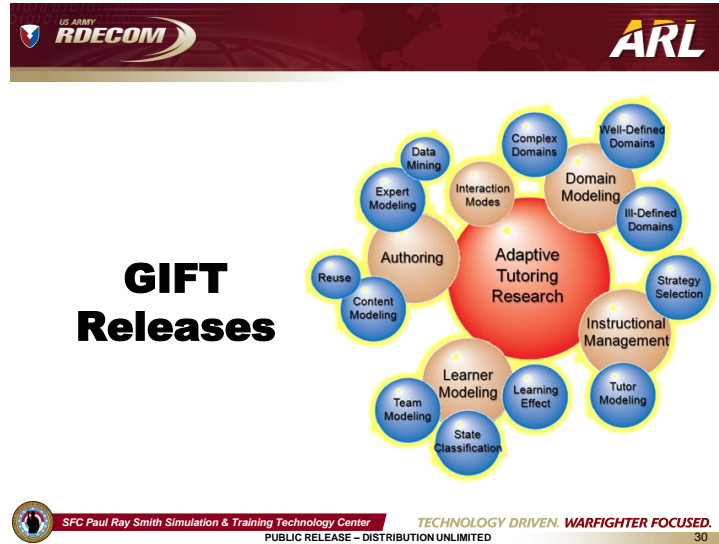 US ARMY
RDECOM
ARL
GIFT
Releases
Data
Mining
Expert
Modeling
Authoring
Reuse
Content
Modeling
Interaction
Modes
Complex
Domains
Well-Defined
Domains
Domain
Modeling
Ill-Defined
Domains
Adaptive
Tutoring
Research
Strategy
Selection
Instructional
Management
Tutor
Modeling
Learner
Modeling
Learning
Effect
Team
Modeling
State
Classification
SFC Paul Ray Smith Simulation & Training Technology Center
TECHNOLOGY DRIVEN. WARFIGHTER FOCUSED.
PUBLIC RELEASE – DISTRIBUTION UNLIMITED
30